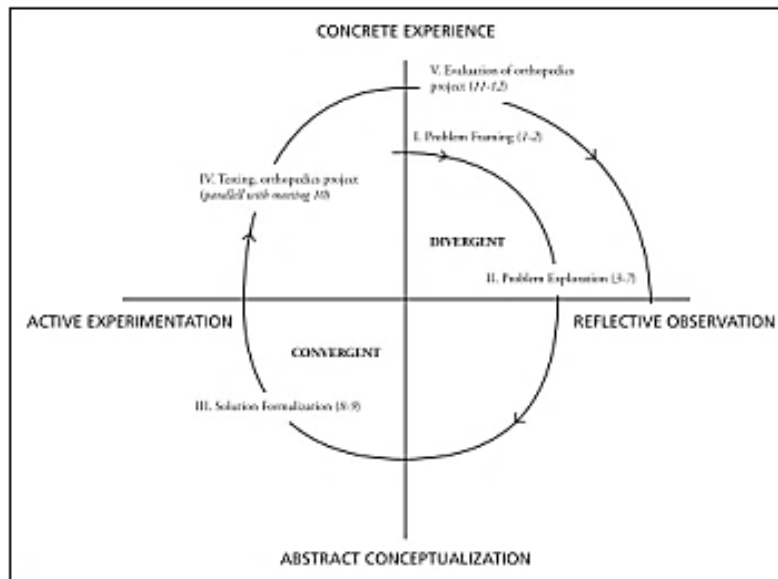 CONCRETE EXPERIENCE
V. Evaluation of orthopedics
project (11-12)
I. Problem Framing (1-2)
IV. Testing, orthopedics project
(parallell with meeting 10)
DIVERGENT
II. Problem Exploration (3-7)
ACTIVE EXPERIMENTATION
REFLECTIVE OBSERVATION
CONVERGENT
III. Solution Formalization (8-9)
ABSTRACT CONCEPTUALIZATION